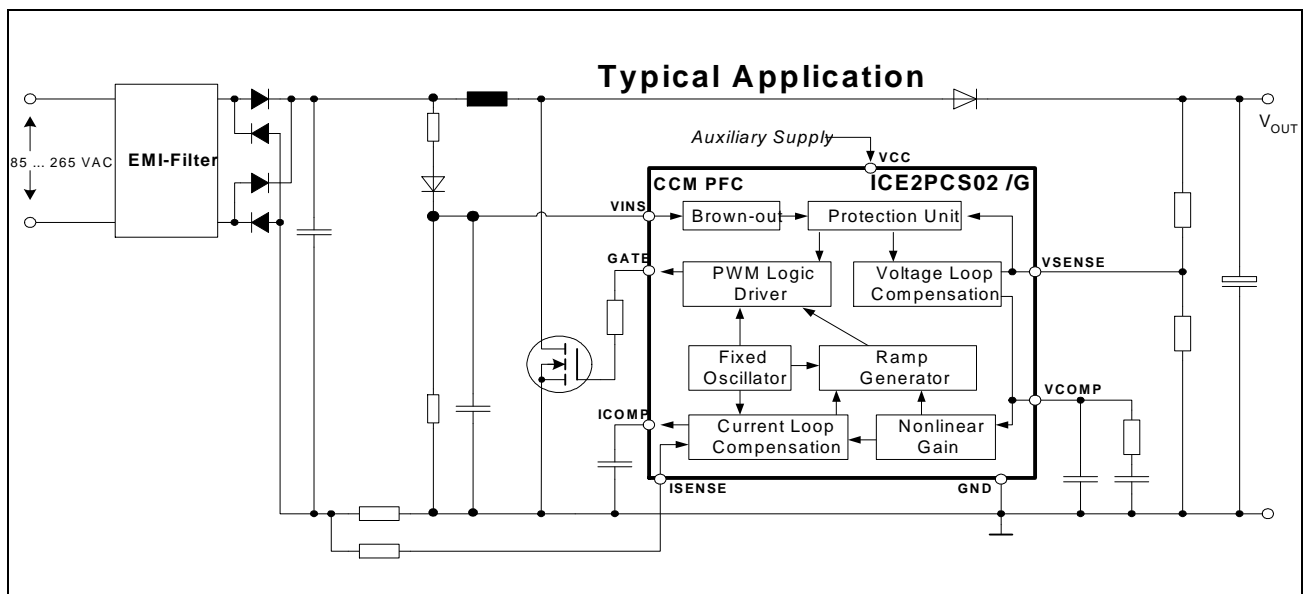 Typical Application
85 ... 265 VAC
EMI-Filter
Auxiliary Supply
VCC
VOUT
CCM PFC
ICE2PCS02 /G
VINS
Brown-out
Protection Unit
GATE
PWM Logic
Driver
Voltage Loop
Compensation
VSENSE
Fixed
Oscillator
Ramp
Generator
VCOMP
ICOMP
Current Loop
Compensation
Nonlinear
Gain
ISENSE
GND